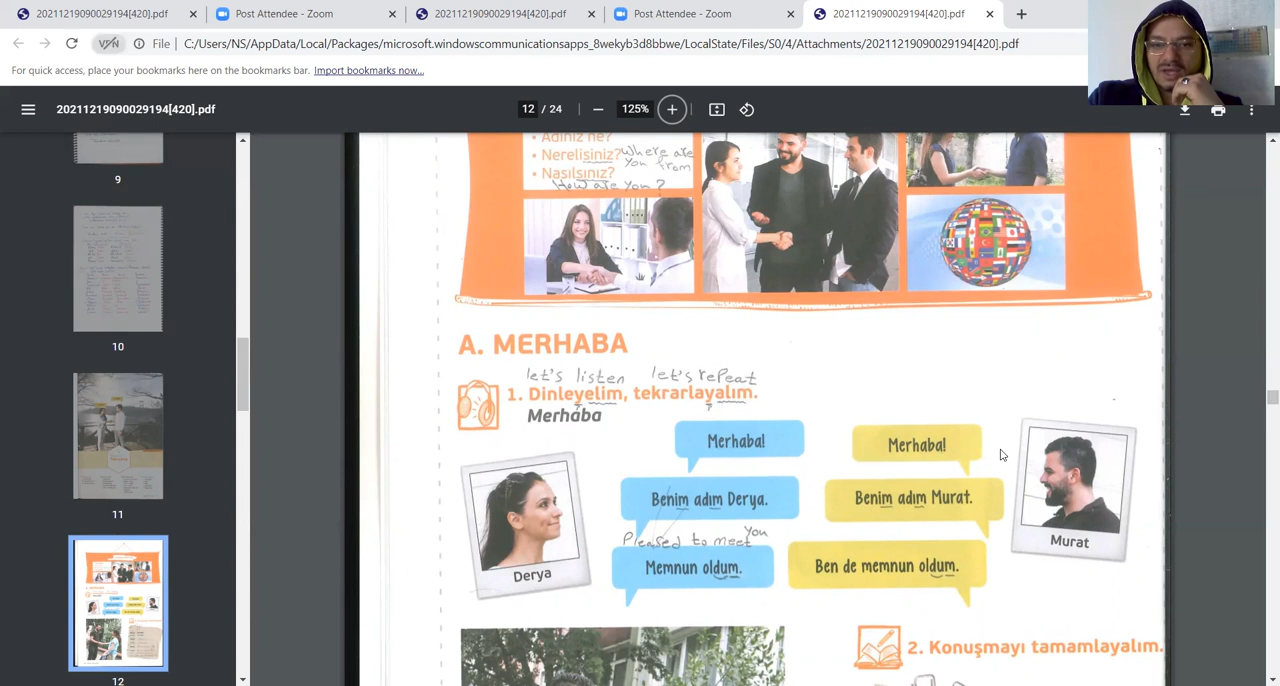 20211219090029194[420].pdf
Post Attendee - Zoom
20211219090029194[420].pdf
Post Attendee - Zoom
20211219090029194[420].pdf
VPN
File
C:/Users/NS/AppData/Local/Packages/microsoft.windowscommunicationsapps_8wekyb3d8bbwe/LocalState/Files/S0/4/Attachments/20211219090029194[420].pdf
For quick access, place your bookmarks here on the bookmarks bar. Import bookmarks now...
20211219090029194[420].pdf
12 / 24
125%
9
10
11
12
• Adınız ne?
• Nerelisiniz? Where are you from
• Nasılsınız?
How are you?
A. MERHABA
let's listen let's repeat
1. Dinleyelim, tekrarlayalım.
Merhaba
Merhaba!
Merhaba!
Benim adım Derya.
Benim adım Murat.
Pleased to meet you
Memnun oldum.
Ben de memnun oldum.
Derya
Murat
2. Konuşmayı tamamlayalım.